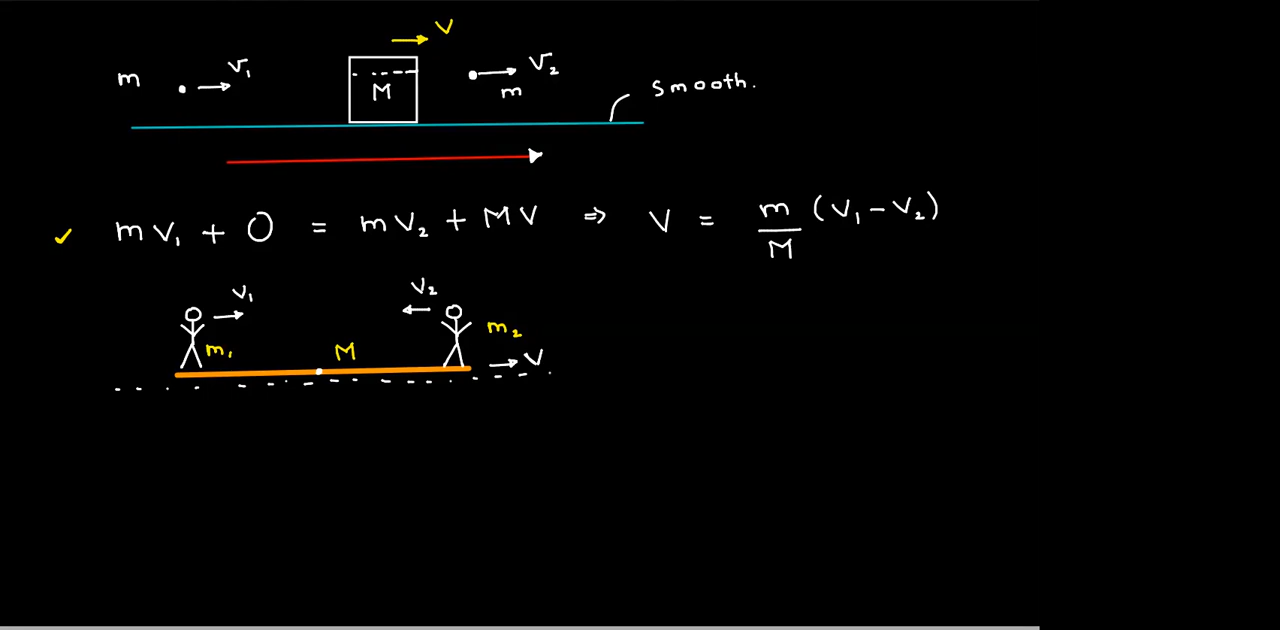 V
m V₁ M V₂ m smooth.
✓ mV₁ + 0 = mV₂ + MV ⇒ V = m/M (V₁ - V₂)
V₁ V₂
m₁ M m₂
V